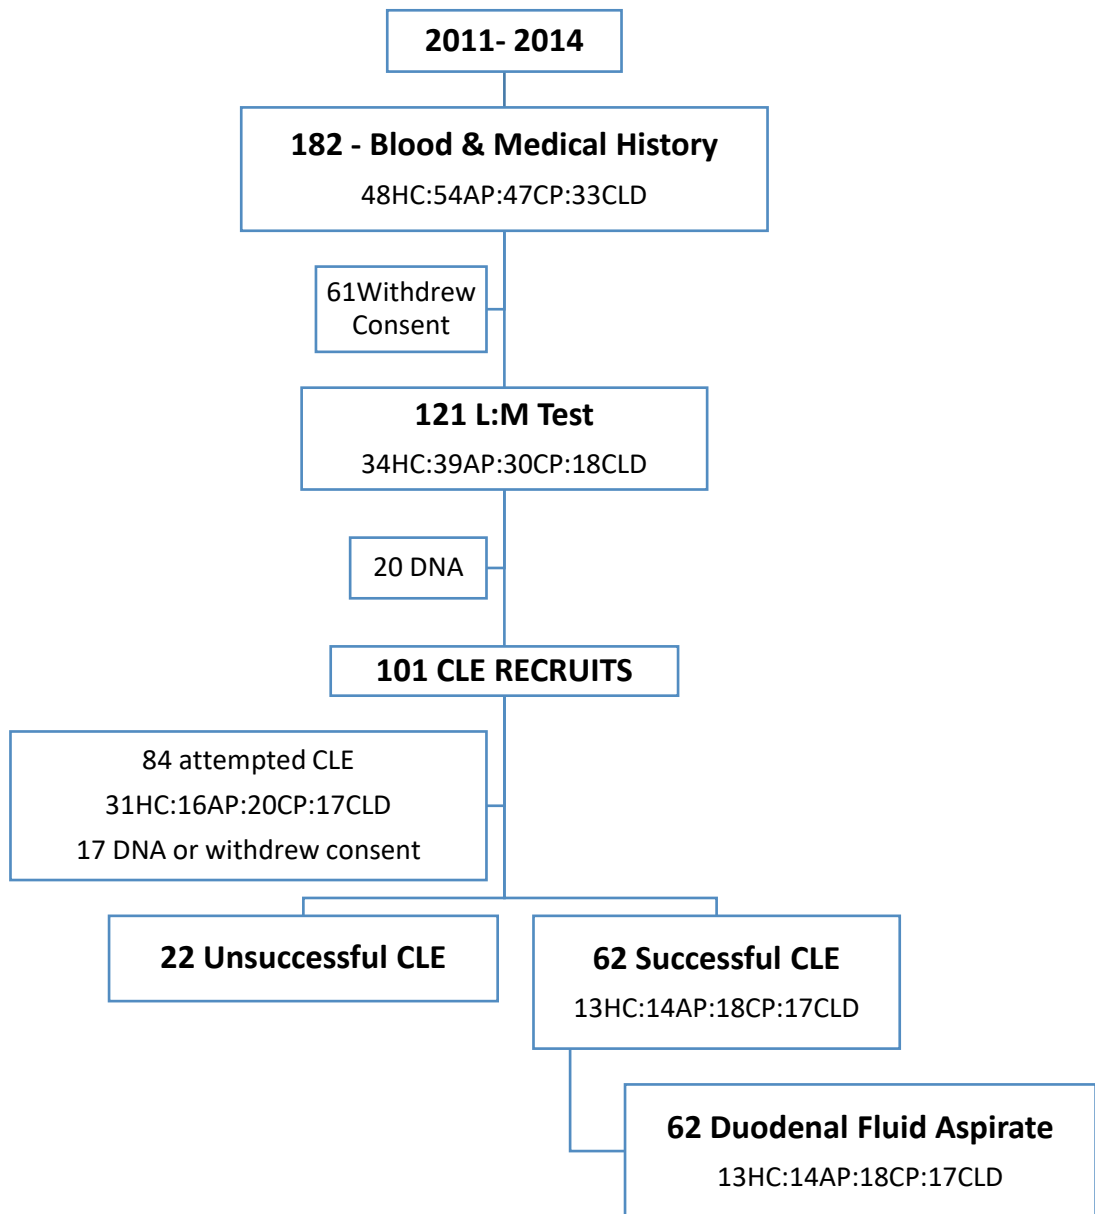 2011- 2014
182 - Blood & Medical History
48HC:54AP:47CP:33CLD
61Withdrew
Consent
121 L:M Test
34HC:39AP:30CP:18CLD
20 DNA
101 CLE RECRUITS
84 attempted CLE
31HC:16AP:20CP:17CLD
17 DNA or withdrew consent
22 Unsuccessful CLE
62 Successful CLE
13HC:14AP:18CP:17CLD
62 Duodenal Fluid Aspirate
13HC:14AP:18CP:17CLD